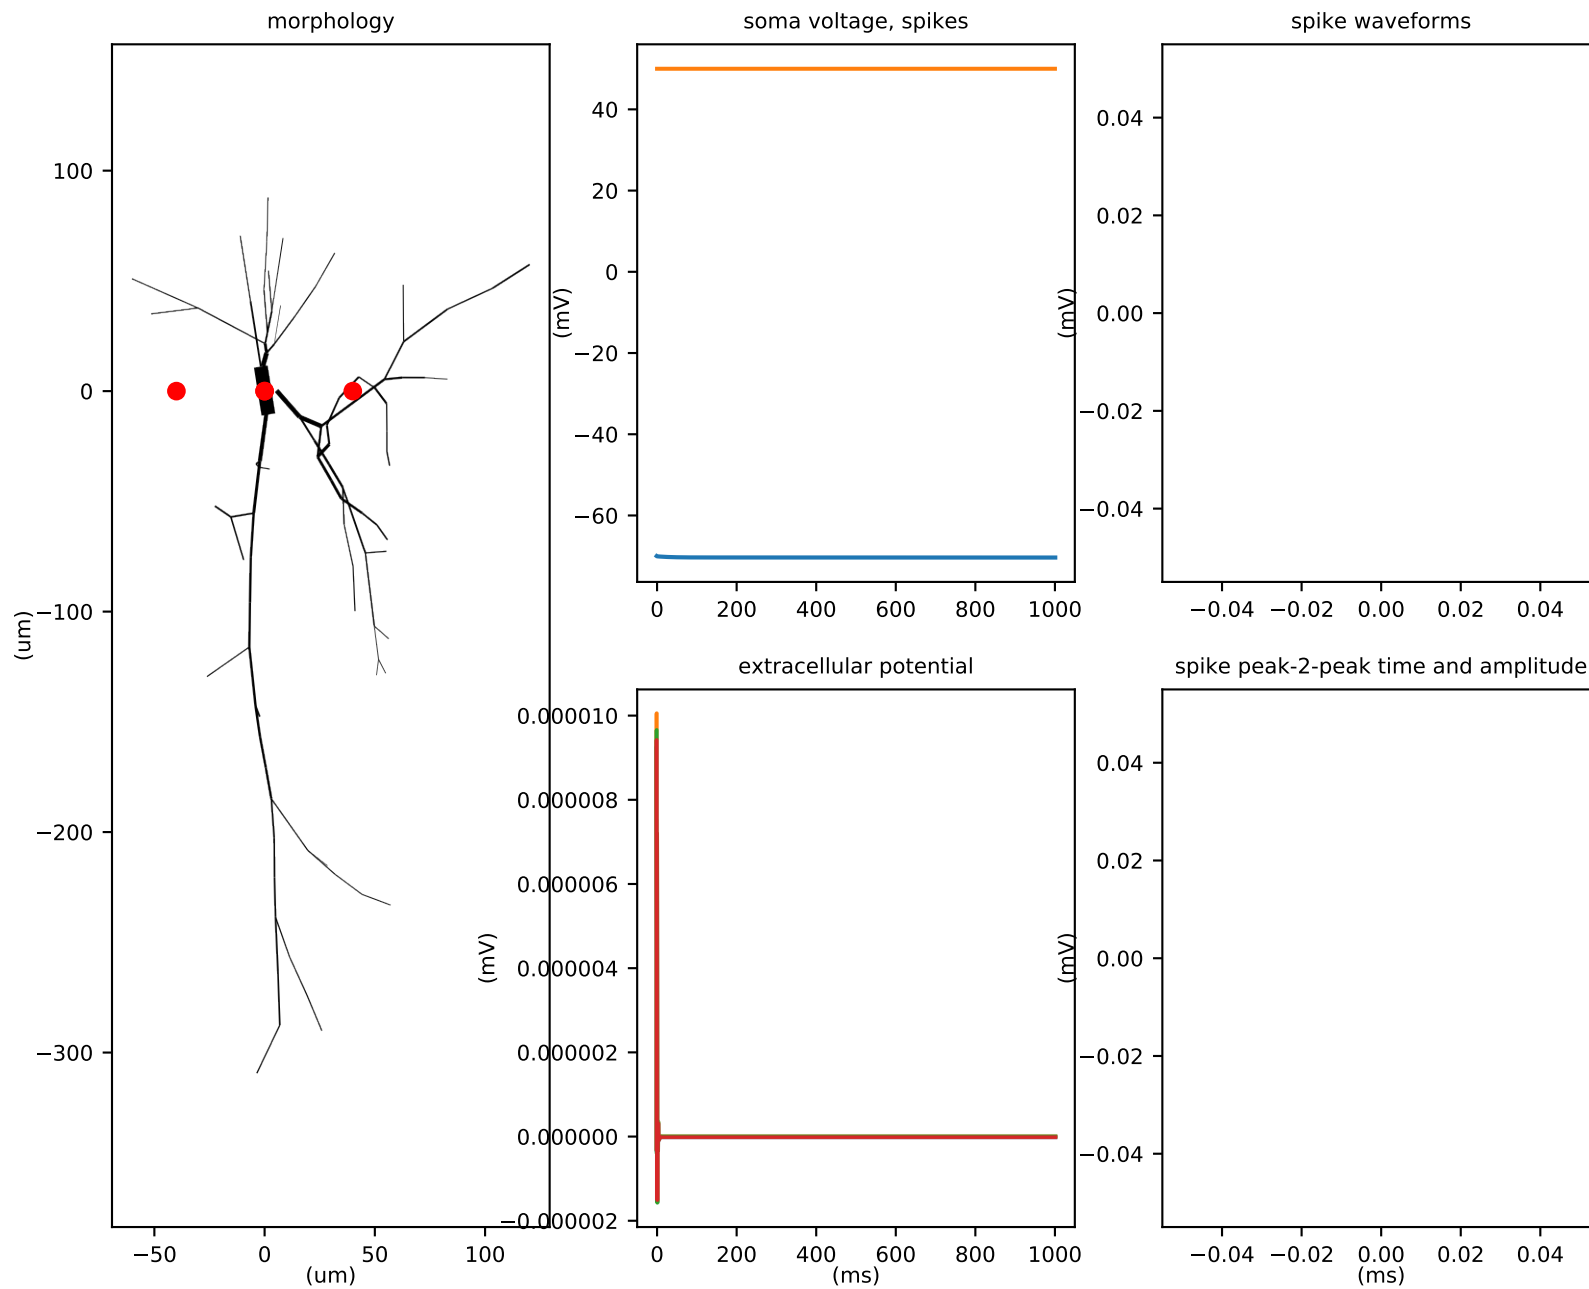 morphology
100
0
−100
−200
−300
(um)
−50 0 50 100
(um)
soma voltage, spikes
40
20
0
−20
−40
−60
(mV)
0 200 400 600 800 1000
spike waveforms
0.04
0.02
0.00
−0.02
−0.04
(mV)
−0.04 −0.02 0.00 0.02 0.04
extracellular potential
0.000010
0.000008
0.000006
0.000004
0.000002
0.000000
−0.000002
(mV)
0 200 400 600 800 1000
(ms)
spike peak-2-peak time and amplitude
0.04
0.02
0.00
−0.02
−0.04
(mV)
−0.04 −0.02 0.00 0.02 0.04
(ms)